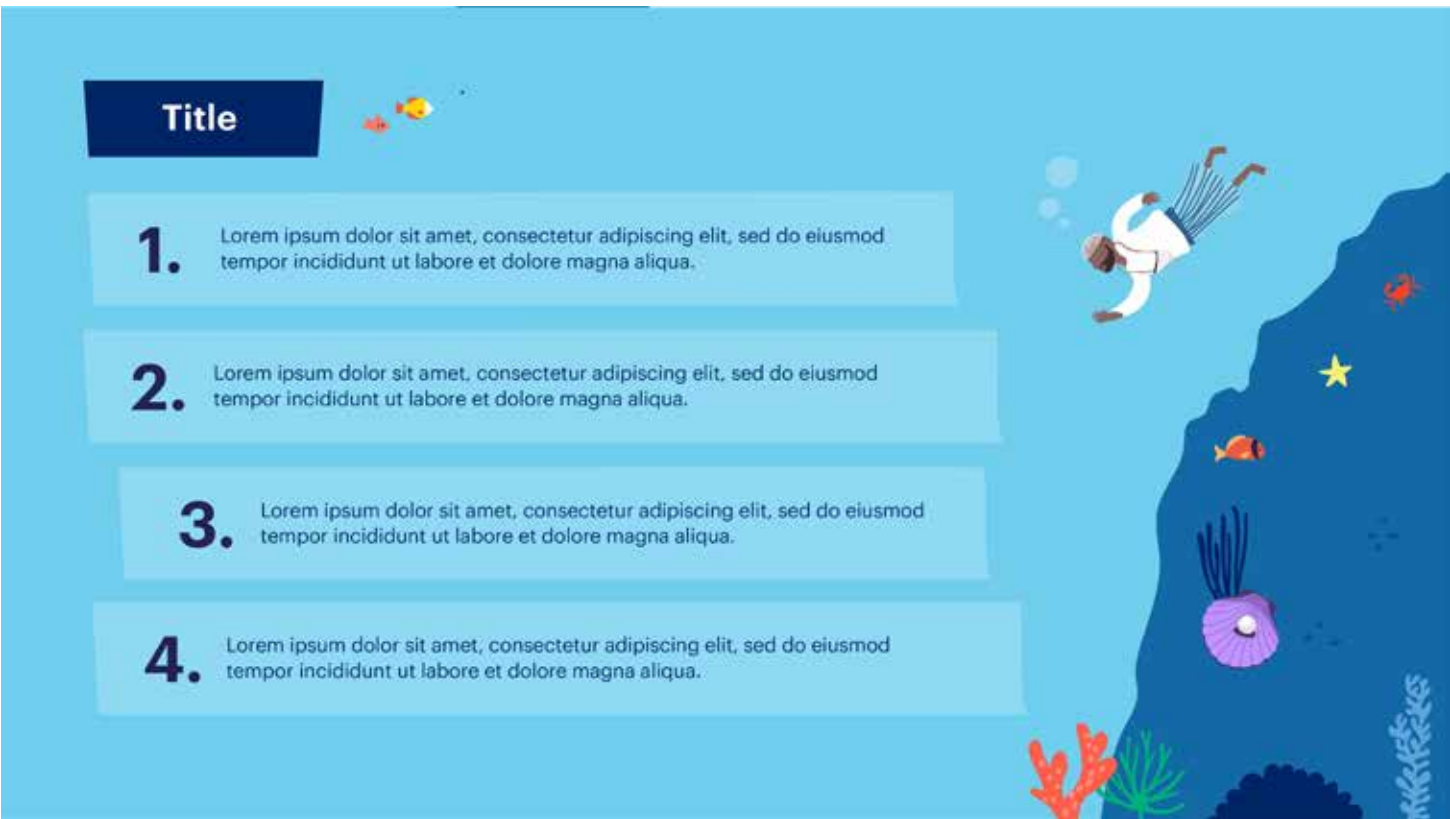 Title
1.
Lorem ipsum dolor sit amet, consectetur adipiscing elit, sed do eiusmod
tempor incididunt ut labore et dolore magna aliqua.
2.
Lorem ipsum dolor sit amet, consectetur adipiscing elit, sed do eiusmod
tempor incididunt ut labore et dolore magna aliqua.
3.
Lorem ipsum dolor sit amet, consectetur adipiscing elit, sed do eiusmod
tempor incididunt ut labore et dolore magna aliqua.
4.
Lorem ipsum dolor sit amet, consectetur adipiscing elit, sed do eiusmod
tempor incididunt ut labore et dolore magna aliqua.